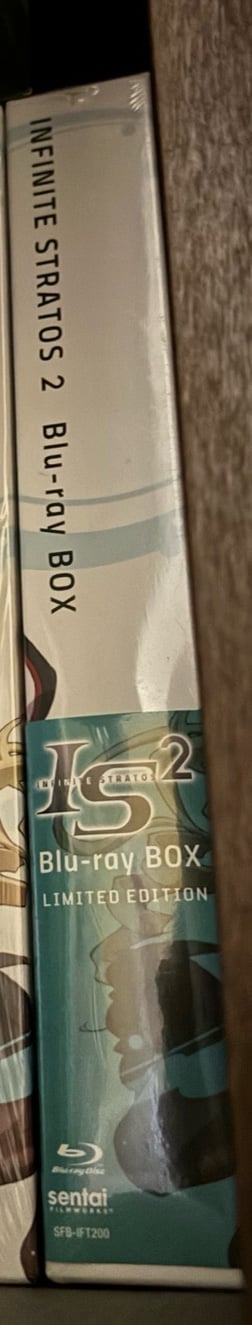 INFINITE STRATOS 2 Blu-ray BOX
IS2
INFINITE STRATOS
Blu-ray BOX
LIMITED EDITION
Blu-ray Disc
sentai
FILMWORKS
SFB-IFT200